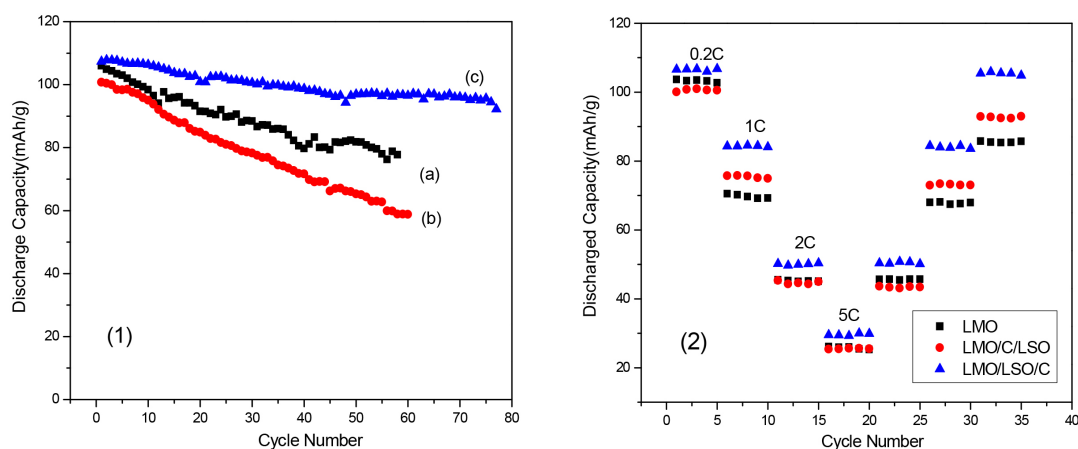 120
100
80
60
40
20
0
Discharge Capacity(mAh/g)
(c)
(a)
(b)
(1)
0 10 20 30 40 50 60 70 80
Cycle Number
120
100
80
60
40
20
Discharged Capacity(mAh/g)
0.2C
1C
2C
5C
(2)
LMO
LMO/C/LSO
LMO/LSO/C
0 5 10 15 20 25 30 35 40
Cycle Number